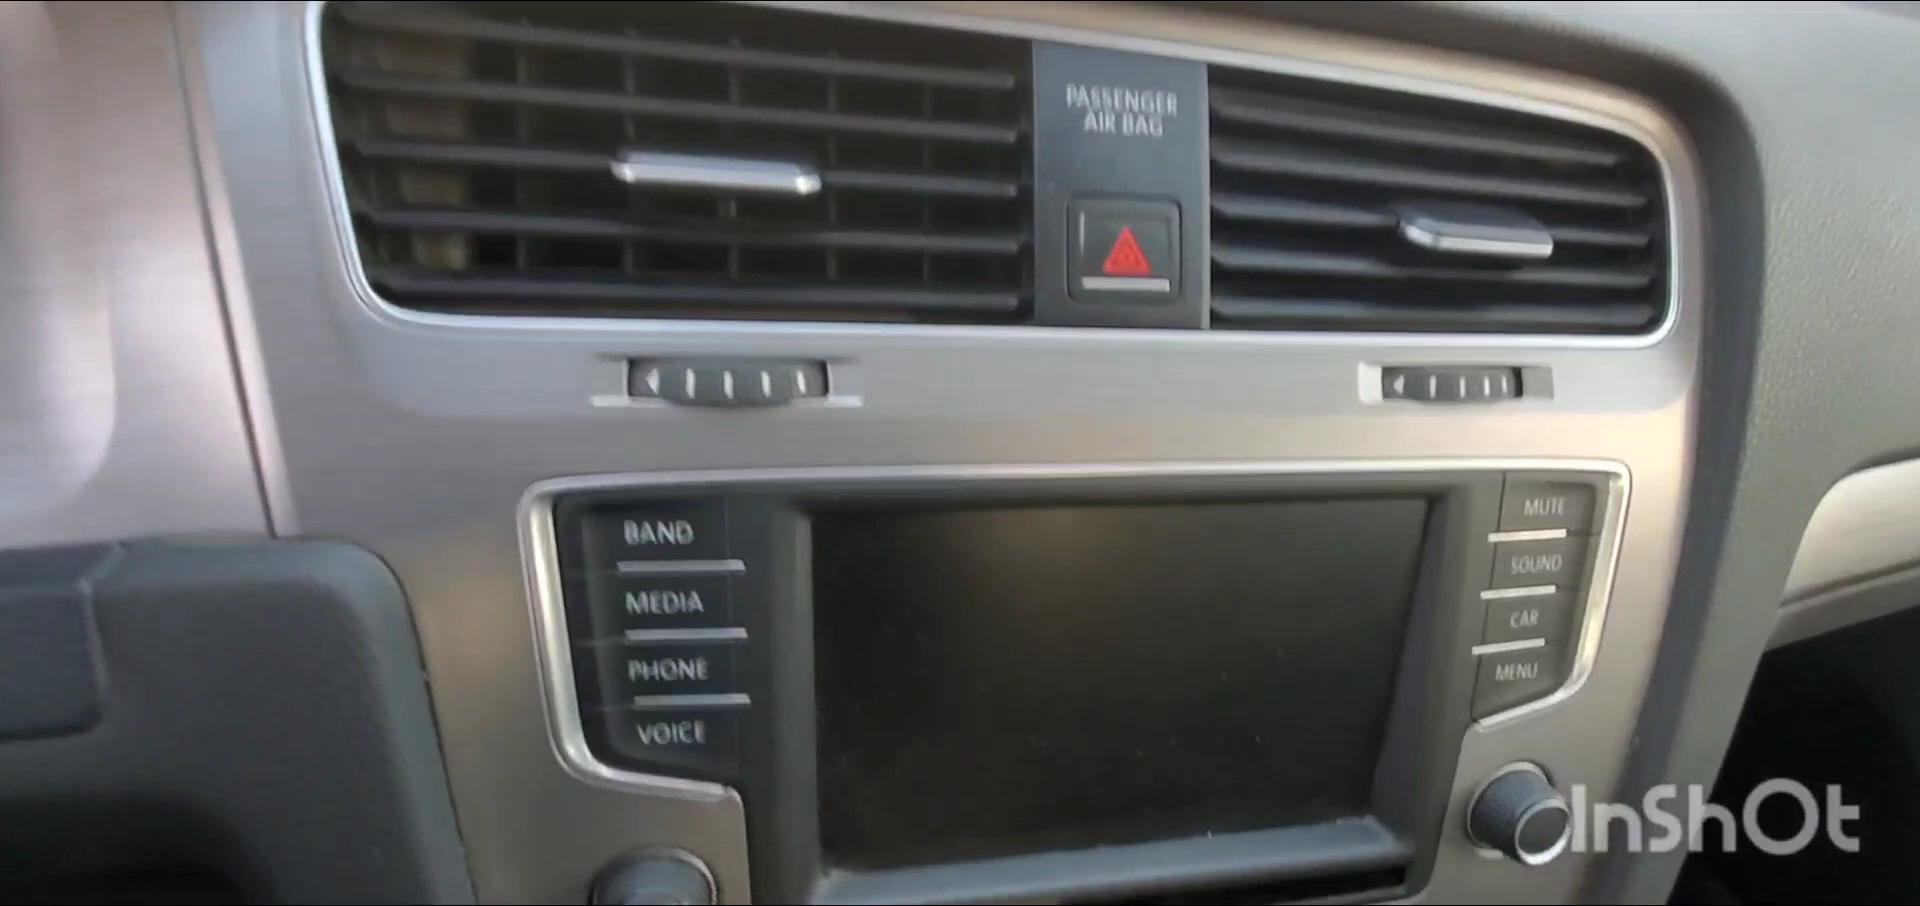 PASSENGER
AIR BAG
BAND
MEDIA
PHONE
VOICE
MUTE
SOUND
CAR
MENU
InShOt